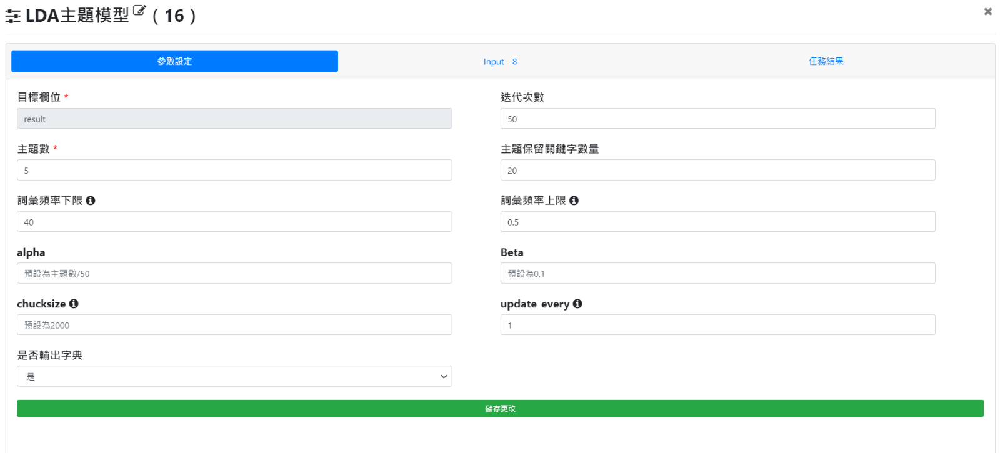 LDA主題模型 ( 16 )
參數設定
Input - 8
任務結果
目標欄位 *
迭代次數
result
50
主題數 *
主題保留關鍵字數量
5
20
詞彙頻率下限
詞彙頻率上限
40
0.5
alpha
Beta
預設為主題數/50
預設為0.1
chucksize
update_every
預設為2000
1
是否輸出字典
是
儲存更改